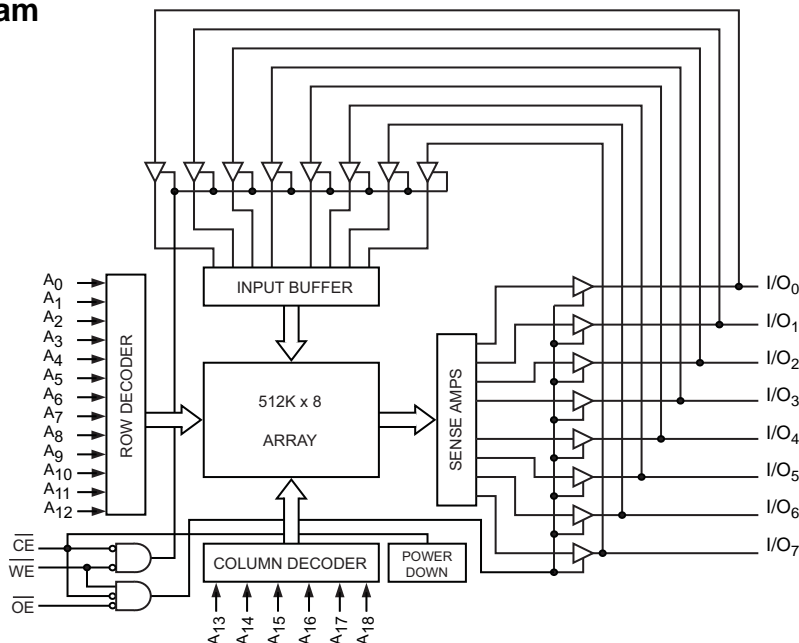 am
INPUT BUFFER
A0
A1
A2
A3
A4
A5
A6
A7
A8
A9
A10
A11
A12
ROW DECODER
512K x 8
ARRAY
SENSE AMPS
I/O0
I/O1
I/O2
I/O3
I/O4
I/O5
I/O6
I/O7
CE
WE
OE
COLUMN DECODER
POWER
DOWN
A13
A14
A15
A16
A17
A18